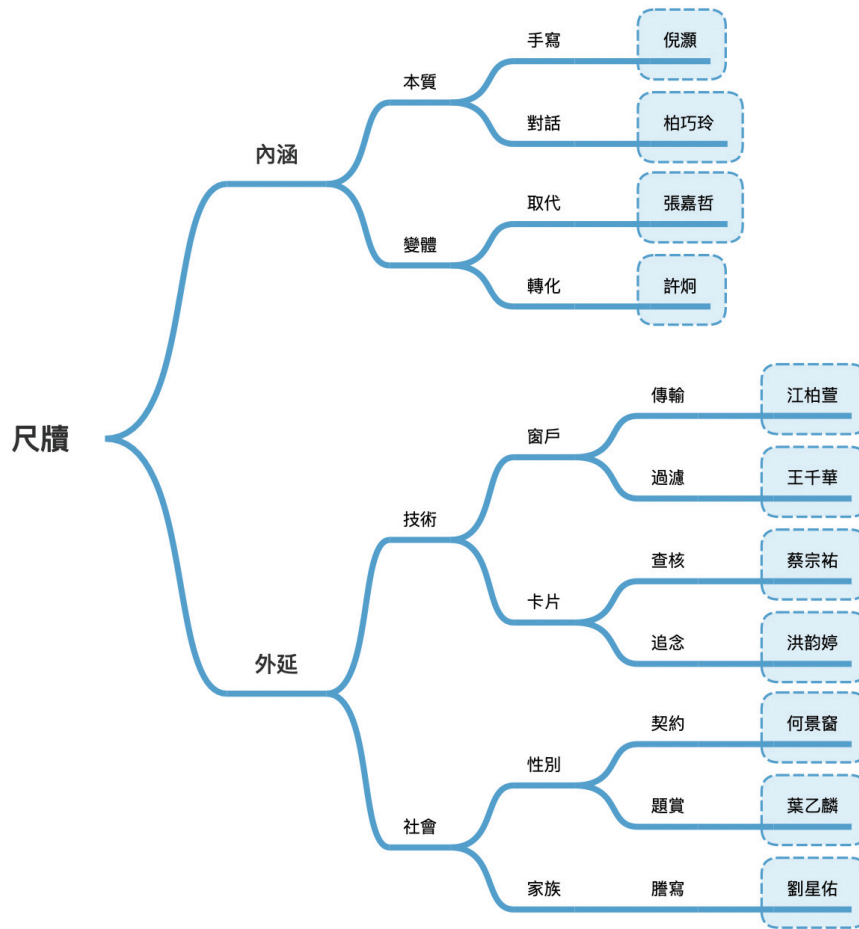 尺牘
內涵
本質
手寫
倪灝
對話
柏巧玲
變體
取代
張嘉哲
轉化
許炯
外延
技術
窗戶
傳輸
江柏萱
過濾
王千華
卡片
查核
蔡宗祐
追念
洪韵婷
社會
性別
契約
何景窗
題賞
葉乙麟
家族
謄寫
劉星佑